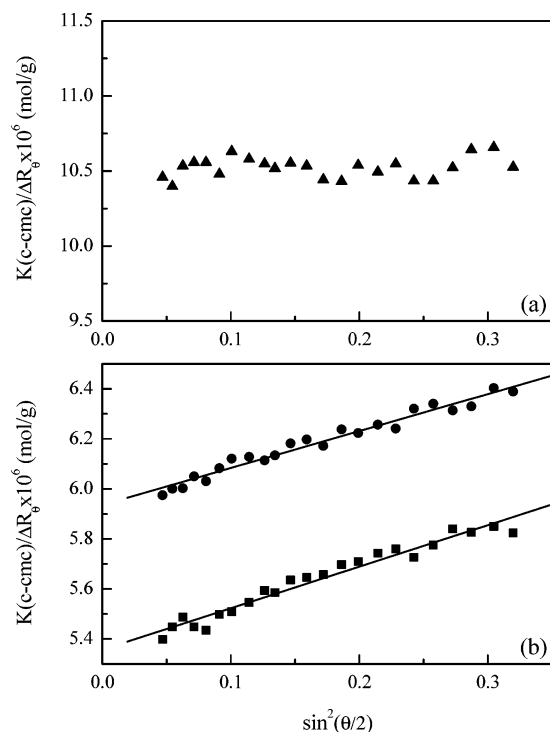 11.5
11.0
10.5
10.0
9.5
K(c-cmc)/ΔR_θ x10^6 (mol/g)
0.0 0.1 0.2 0.3
(a)
6.4
6.2
6.0
5.8
5.6
5.4
K(c-cmc)/ΔR_θ x10^6 (mol/g)
(b)
0.0 0.1 0.2 0.3
sin^2(θ/2)